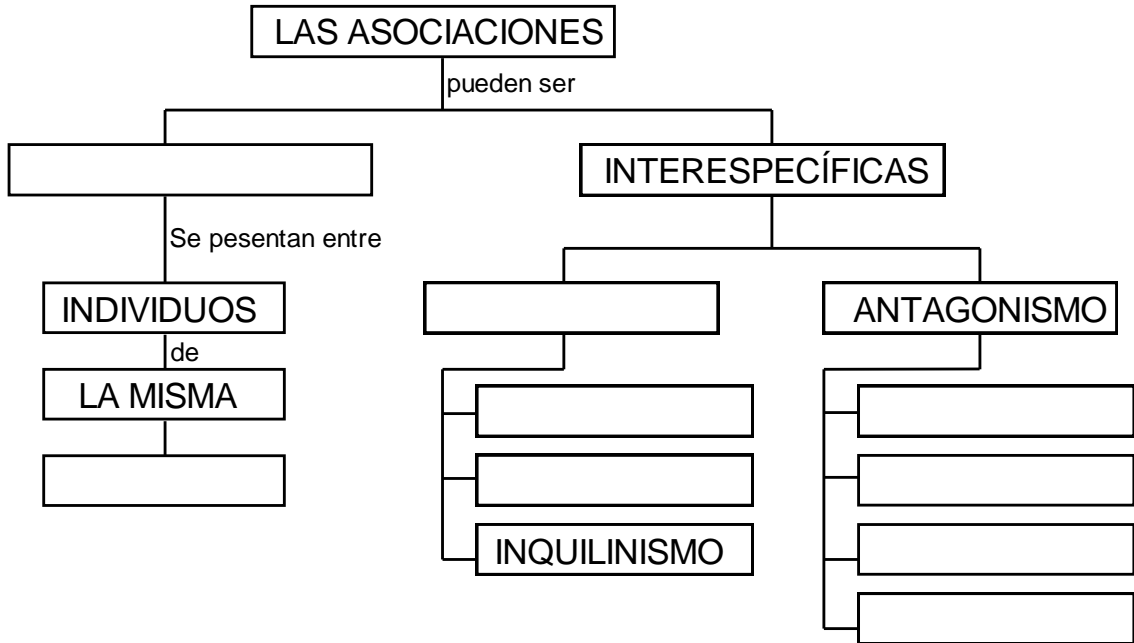 LAS ASOCIACIONES
pueden ser
INTERESPECÍFICAS
Se pesentan entre
INDIVIDUOS
ANTAGONISMO
de
LA MISMA
INQUILINISMO